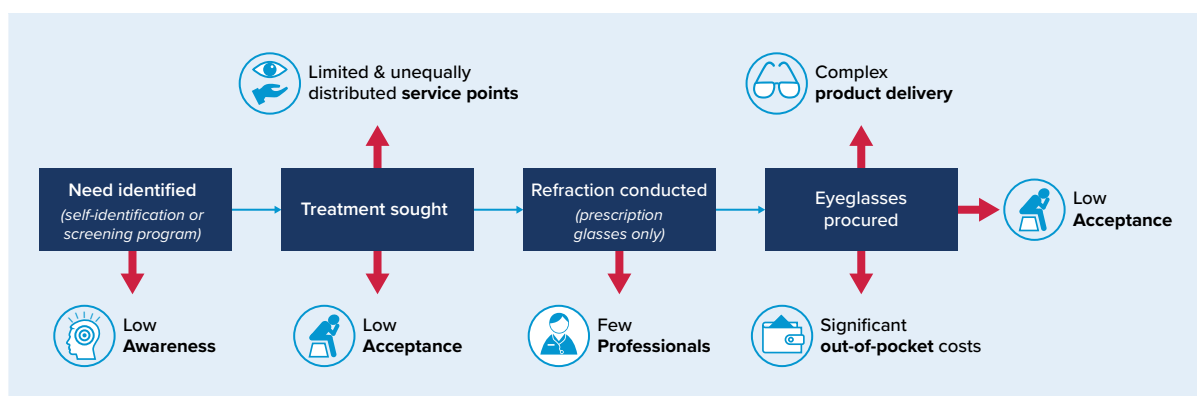 Limited & unequally
distributed service points
Complex
product delivery
Need identified
(self-identification or
screening program)
Treatment sought
Refraction conducted
(prescription
glasses only)
Eyeglasses
procured
Low
Acceptance
Low
Awareness
Low
Acceptance
Few
Professionals
Significant
out-of-pocket costs